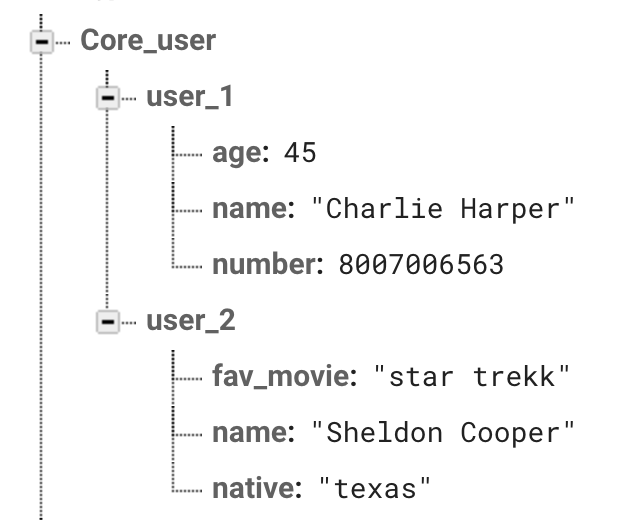 Core_user
user_1
age: 45
name: "Charlie Harper"
number: 8007006563
user_2
fav_movie: "star trekk"
name: "Sheldon Cooper"
native: "texas"